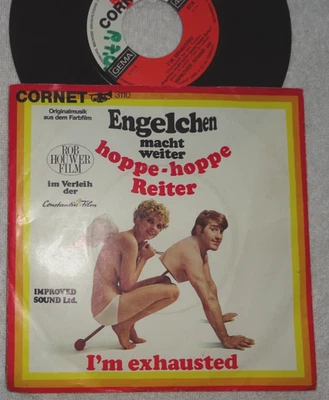 CORNET
GEMA
CORNET 3110
Originalmusik
aus dem Farbfilm
Engelchen
macht
weiter
hoppe-hoppe
Reiter
ROB
HOUWER
FILM
im Verleih
der
Constantin-Film
IMPROVED
SOUND Ltd.
I'm exhausted